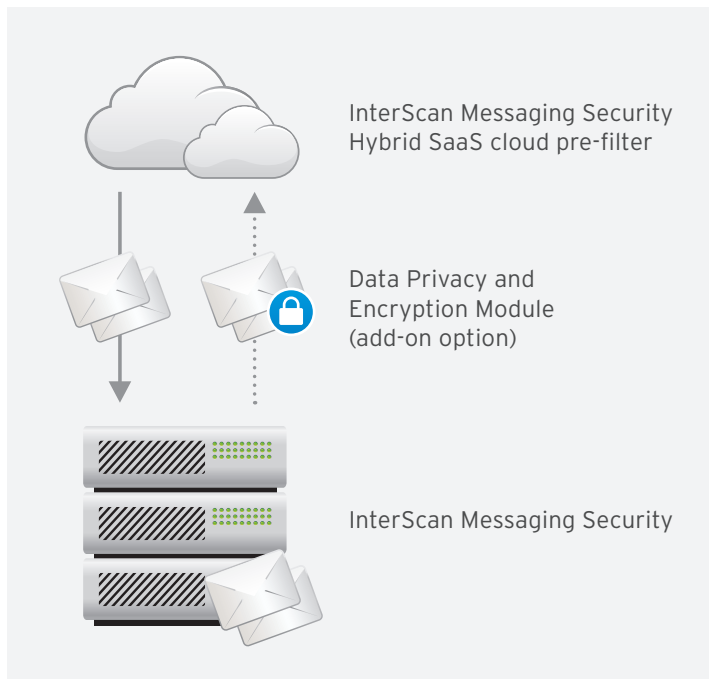 InterScan Messaging Security
Hybrid SaaS cloud pre-filter
Data Privacy and
Encryption Module
(add-on option)
InterScan Messaging Security